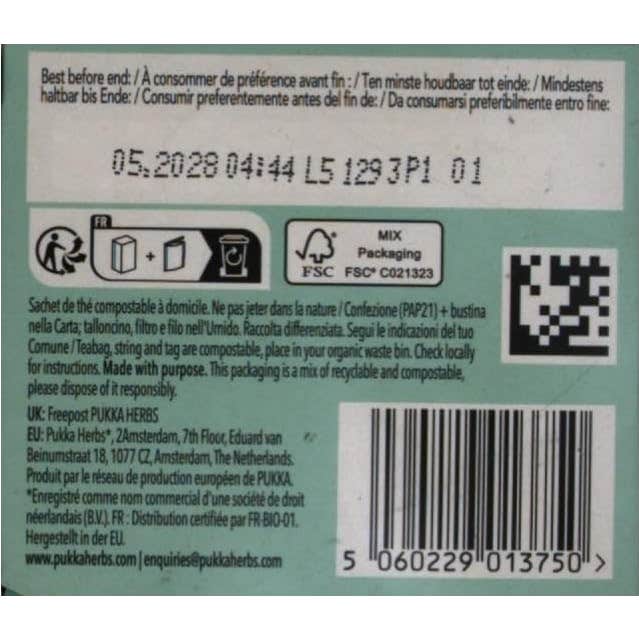 Best before end: / À consommer de préférence avant fin : / Ten minste houdbaar tot einde: / Mindestens
haltbar bis Ende: / Consumir preferentemente antes del fin de: / Da consumarsi preferibilmente entro fine:
05.2028 04:44 L5 1293P1 01
FR
+
FSC
MIX
Packaging
FSC® C021323
Sachet de thé compostable à domicile. Ne pas jeter dans la nature / Confezione (PAP21) + bustina
nella Carta; talloncino, filtro e filo nell'Umido. Raccolta differenziata. Segui le indicazioni del tuo
Comune / Teabag, string and tag are compostable, place in your organic waste bin. Check locally
for instructions. Made with purpose. This packaging is a mix of recyclable and compostable,
please dispose of it responsibly.
UK: Freepost PUKKA HERBS
EU: Pukka Herbs*, 2Amsterdam, 7th Floor, Eduard van
Beinumstraat 18, 1077 CZ, Amsterdam, The Netherlands.
Produit par le réseau de production européen de PUKKA.
*Enregistré comme nom commercial d'une société de droit
néerlandais (B.V.). FR : Distribution certifiée par FR-BIO-01.
Hergestellt in der EU.
www.pukkaherbs.com | enquiries@pukkaherbs.com
5 060229 013750 >